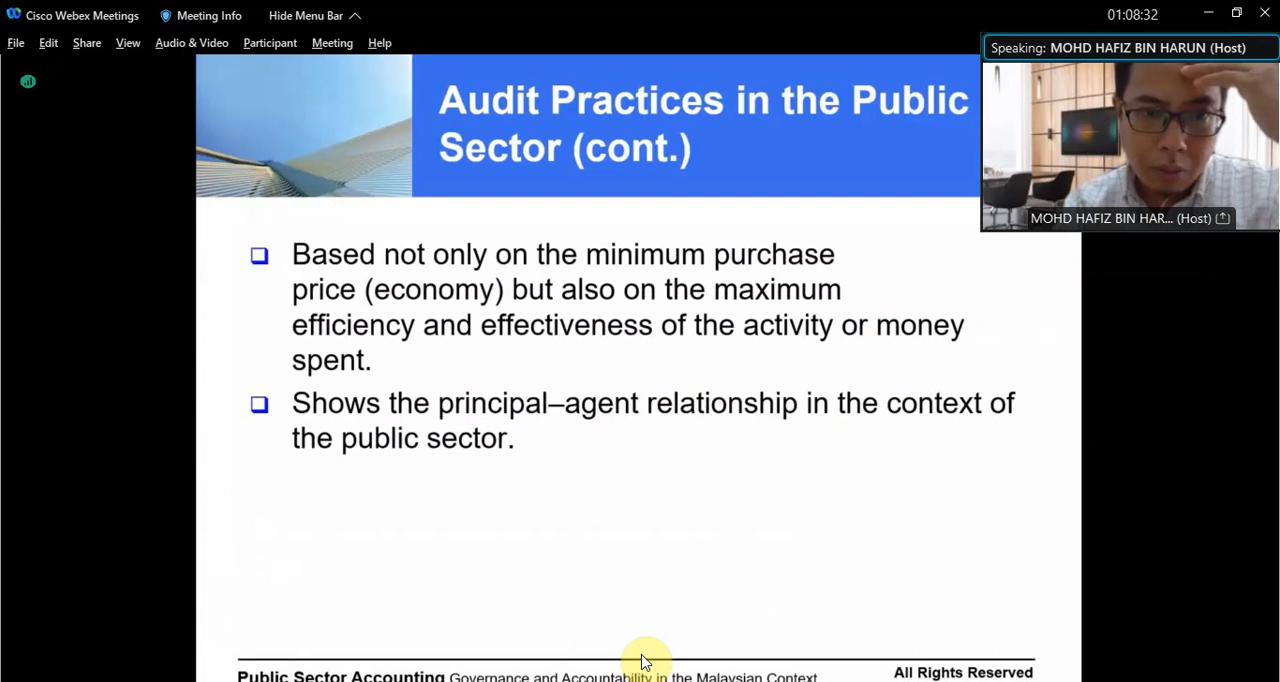 Cisco Webex Meetings Meeting Info Hide Menu Bar 01:08:32
File Edit Share View Audio & Video Participant Meeting Help
Speaking: MOHD HAFIZ BIN HARUN (Host)
MOHD HAFIZ BIN HAR... (Host)
Audit Practices in the Public
Sector (cont.)
Based not only on the minimum purchase
price (economy) but also on the maximum
efficiency and effectiveness of the activity or money
spent.
Shows the principal–agent relationship in the context of
the public sector.
Public Sector Accounting Governance and Accountability in the Malaysian Context
All Rights Reserved